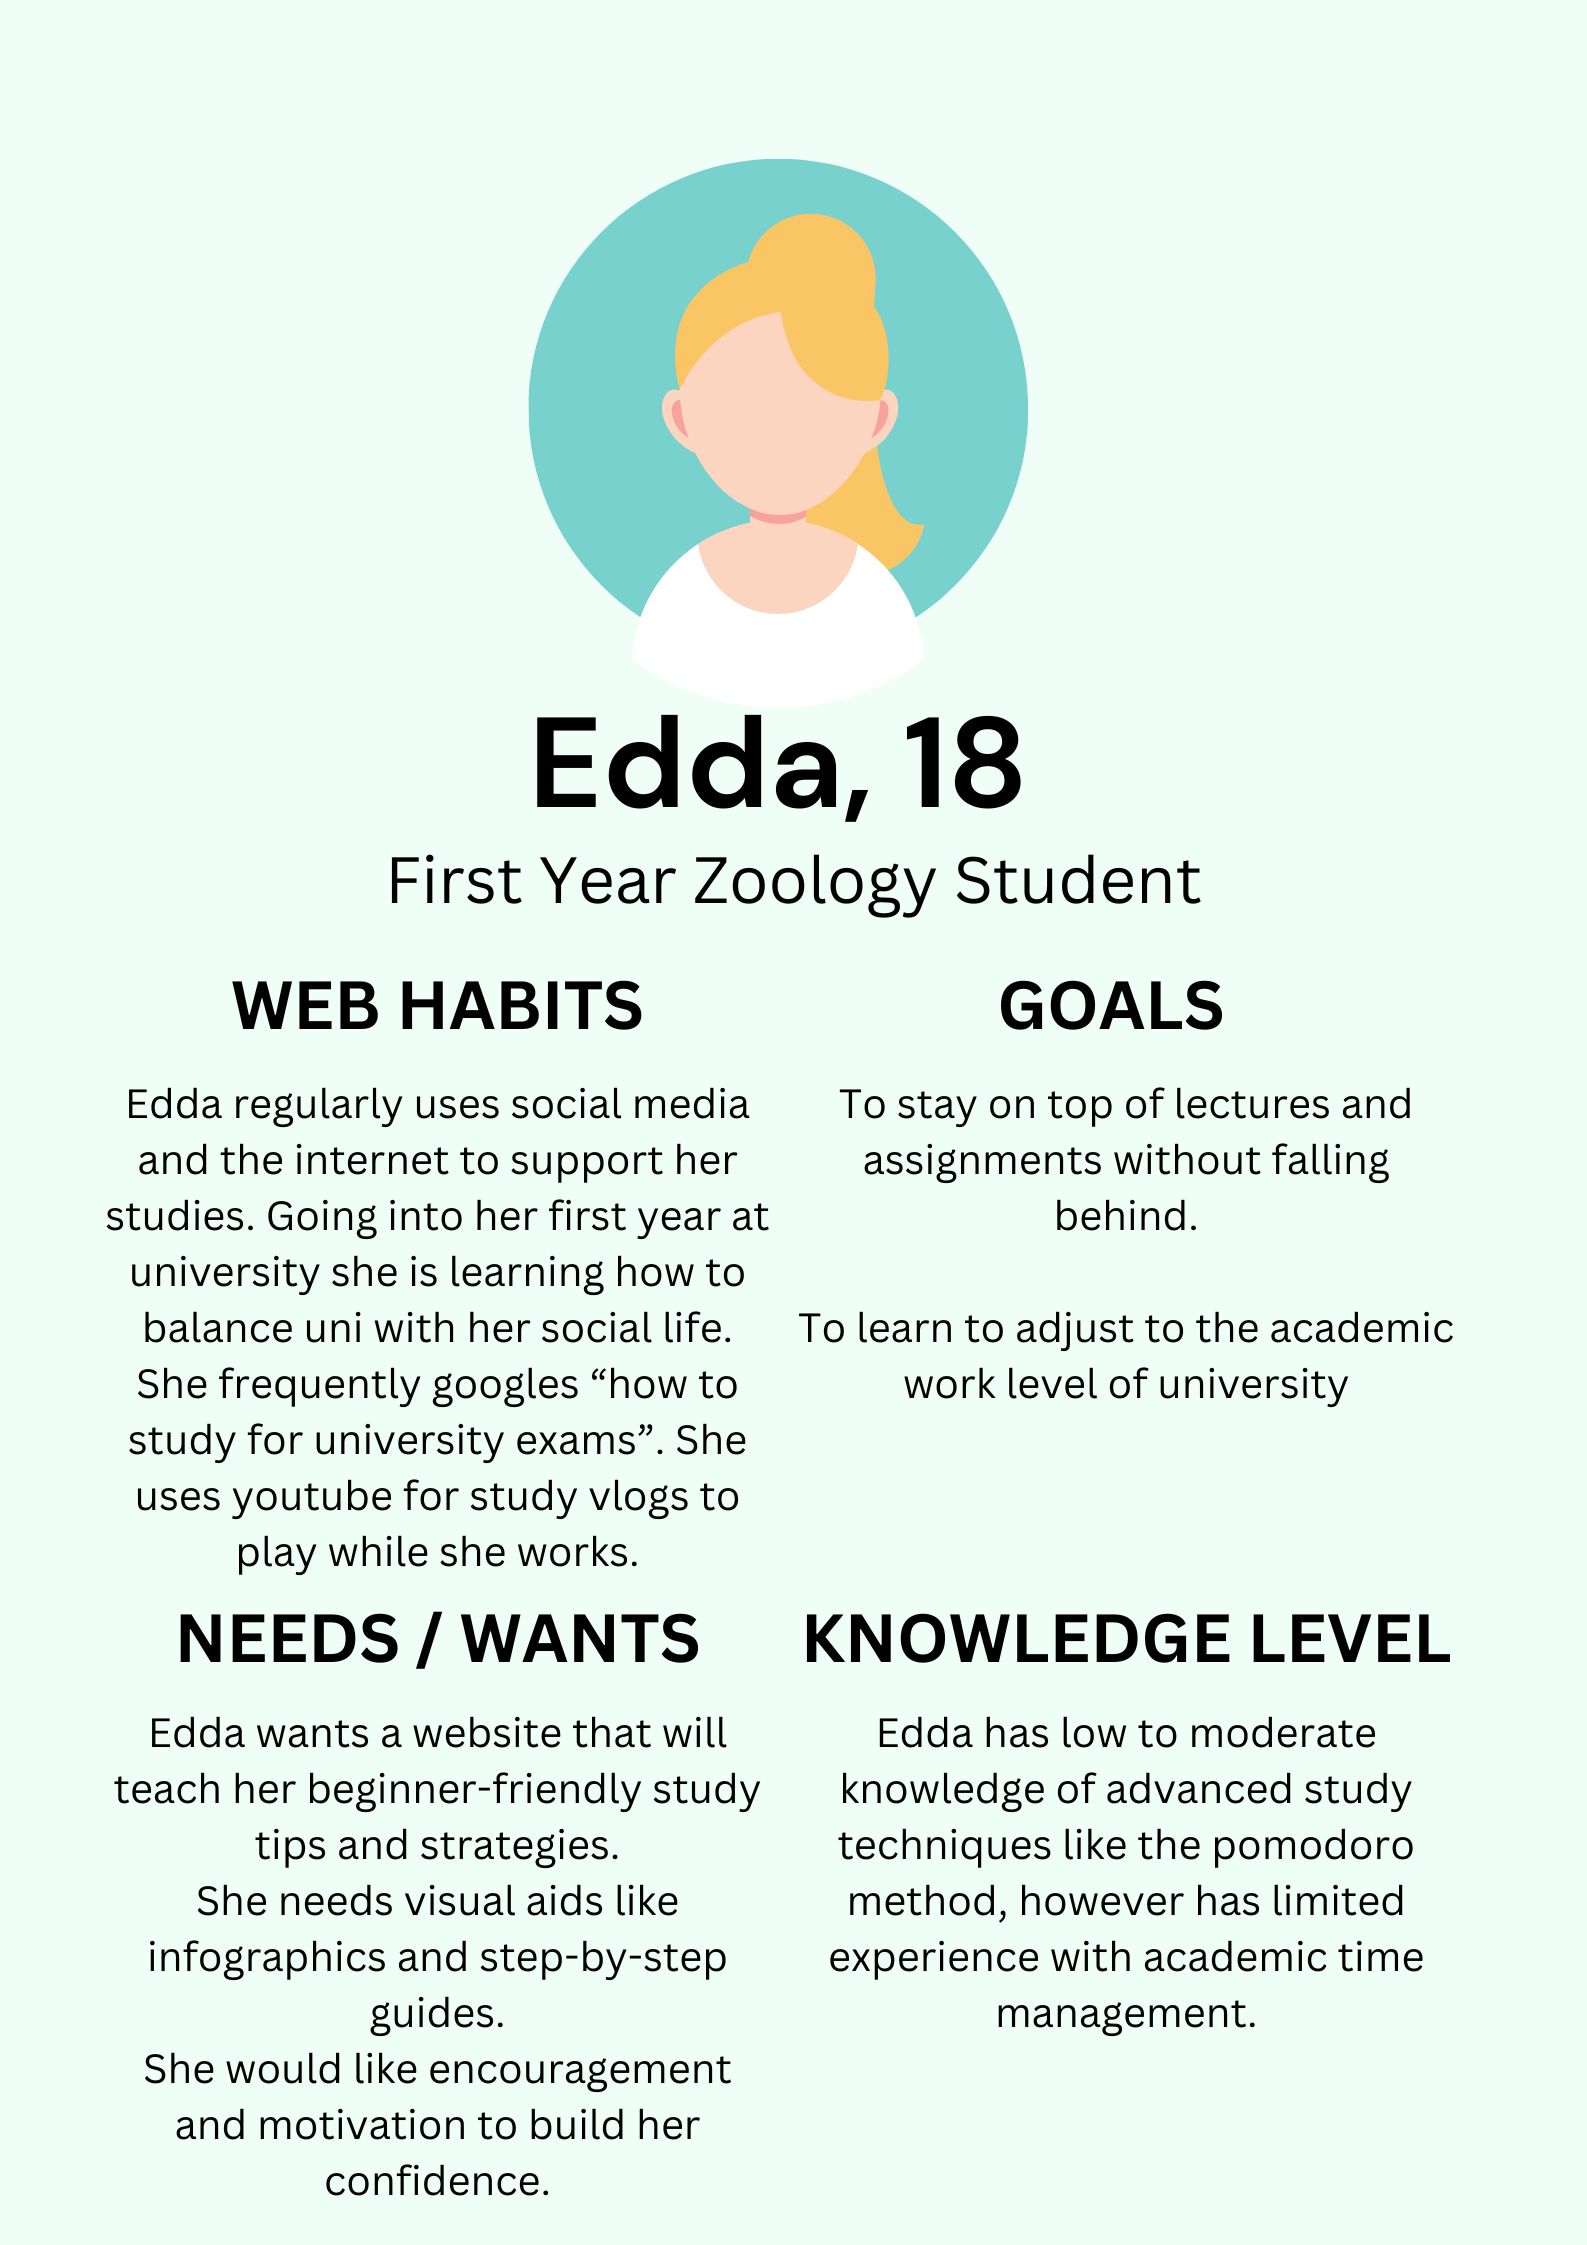 Edda, 18
First Year Zoology Student
WEB HABITS
Edda regularly uses social media
and the internet to support her
studies. Going into her first year at
university she is learning how to
balance uni with her social life.
She frequently googles “how to
study for university exams”. She
uses youtube for study vlogs to
play while she works.
GOALS
To stay on top of lectures and
assignments without falling
behind.
To learn to adjust to the academic
work level of university
NEEDS / WANTS
Edda wants a website that will
teach her beginner-friendly study
tips and strategies.
She needs visual aids like
infographics and step-by-step
guides.
She would like encouragement
and motivation to build her
confidence.
KNOWLEDGE LEVEL
Edda has low to moderate
knowledge of advanced study
techniques like the pomodoro
method, however has limited
experience with academic time
management.